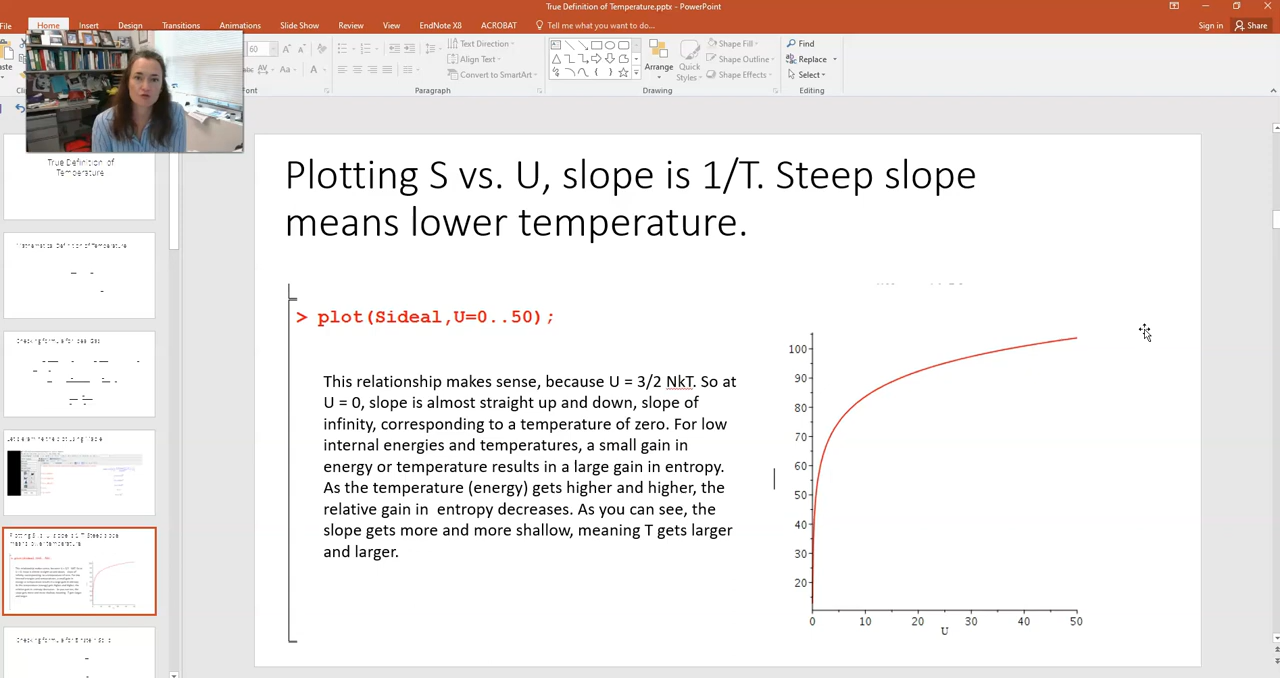 True Definition of Temperature.pptx - PowerPoint
File Home Insert Design Transitions Animations Slide Show Review View EndNote X8 ACROBAT Tell me what you want to do... Sign in Share
60 Text Direction Shape Fill Find
Align Text Arrange Quick Styles Shape Outline Replace
Convert to SmartArt Shape Effects Select
Font Paragraph Drawing Editing
True Definition of
Temperature
Mathematical Definition of Temperature
Plotting S vs. U, slope is 1/T. Steep slope
means lower temperature.
> plot(Sideal,U=0..50);
This relationship makes sense, because U = 3/2 NkT. So at
U = 0, slope is almost straight up and down, slope of
infinity, corresponding to a temperature of zero. For low
internal energies and temperatures, a small gain in
energy or temperature results in a large gain in entropy.
As the temperature (energy) gets higher and higher, the
relative gain in entropy decreases. As you can see, the
slope gets more and more shallow, meaning T gets larger
and larger.
100
90
80
70
60
50
40
30
20
0 10 20 30 40 50
U